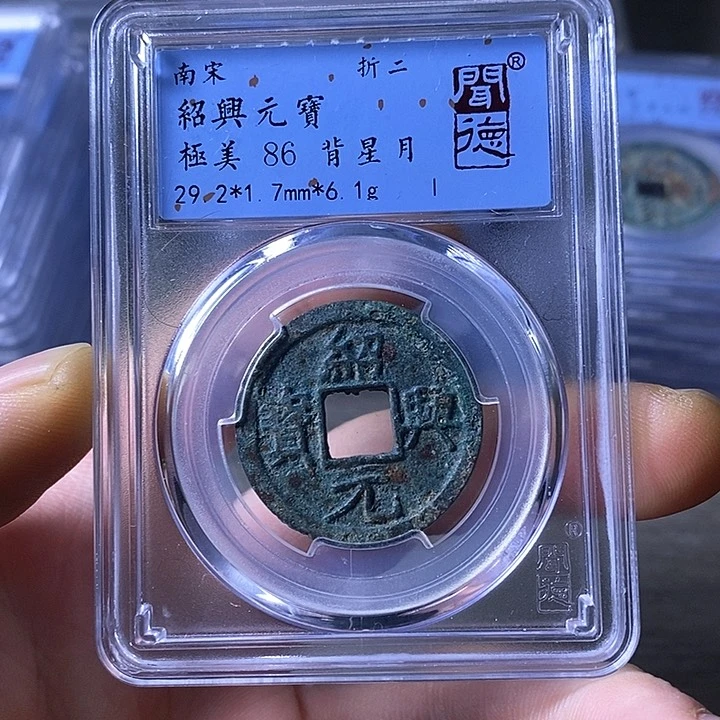 南宋 折二
紹興元寶
極美 86 背星月
29.2*1.7mm*6.1g
聞德®
紹興元寶
聞德®